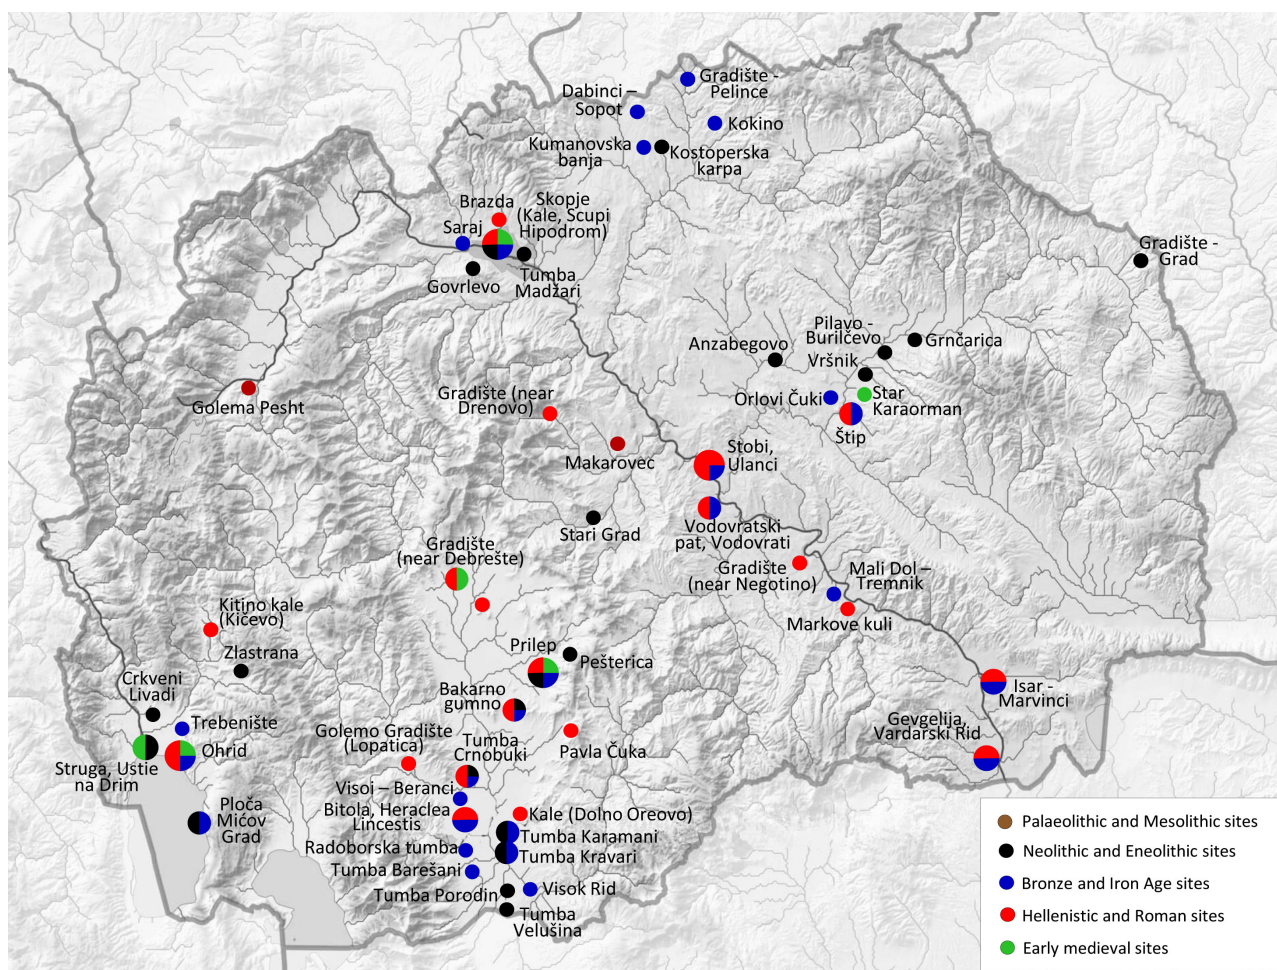 Gradište -
Pelince
Dabinci –
Sopot
Kokino
Kumanovska
banja
Kostoperska
karpa
Brazda
Skopje
(Kale, Scupi
Hipodrom)
Saraj
Tumba
Madžari
Govrlevo
Gradište -
Grad
Pilavo -
Burilčevo
Grnčarica
Anzabegovo
Vršnik
Orlovi Čuki
Star
Karaorman
Štip
Golema Pesht
Gradište (near
Drenovo)
Makarovec
Stobi,
Ulanci
Stari Grad
Vodovratski
pat, Vodovrati
Gradište
(near Debrešte)
Gradište
(near Negotino)
Mali Dol –
Tremnik
Markove kuli
Kitino kale
(Kičevo)
Zlastrana
Prilep
Pešterica
Crkveni
Livadi
Bakarno
gumno
Isar -
Marvinci
Trebenište
Ohrid
Struga, Ustie
na Drim
Golemo Gradište
(Lopatica)
Tumba
Crnobuki
Pavla Čuka
Gevgelija,
Vardarski Rid
Visoi – Beranci
Bitola, Heraclea
Lincestis
Ploča
Mićov
Grad
Kale (Dolno Oreovo)
Tumba Karamani
Radoborska tumba
Tumba Kravari
Tumba Barešani
Tumba Porodin
Visok Rid
Tumba
Velušina
Palaeolithic and Mesolithic sites
Neolithic and Eneolithic sites
Bronze and Iron Age sites
Hellenistic and Roman sites
Early medieval sites